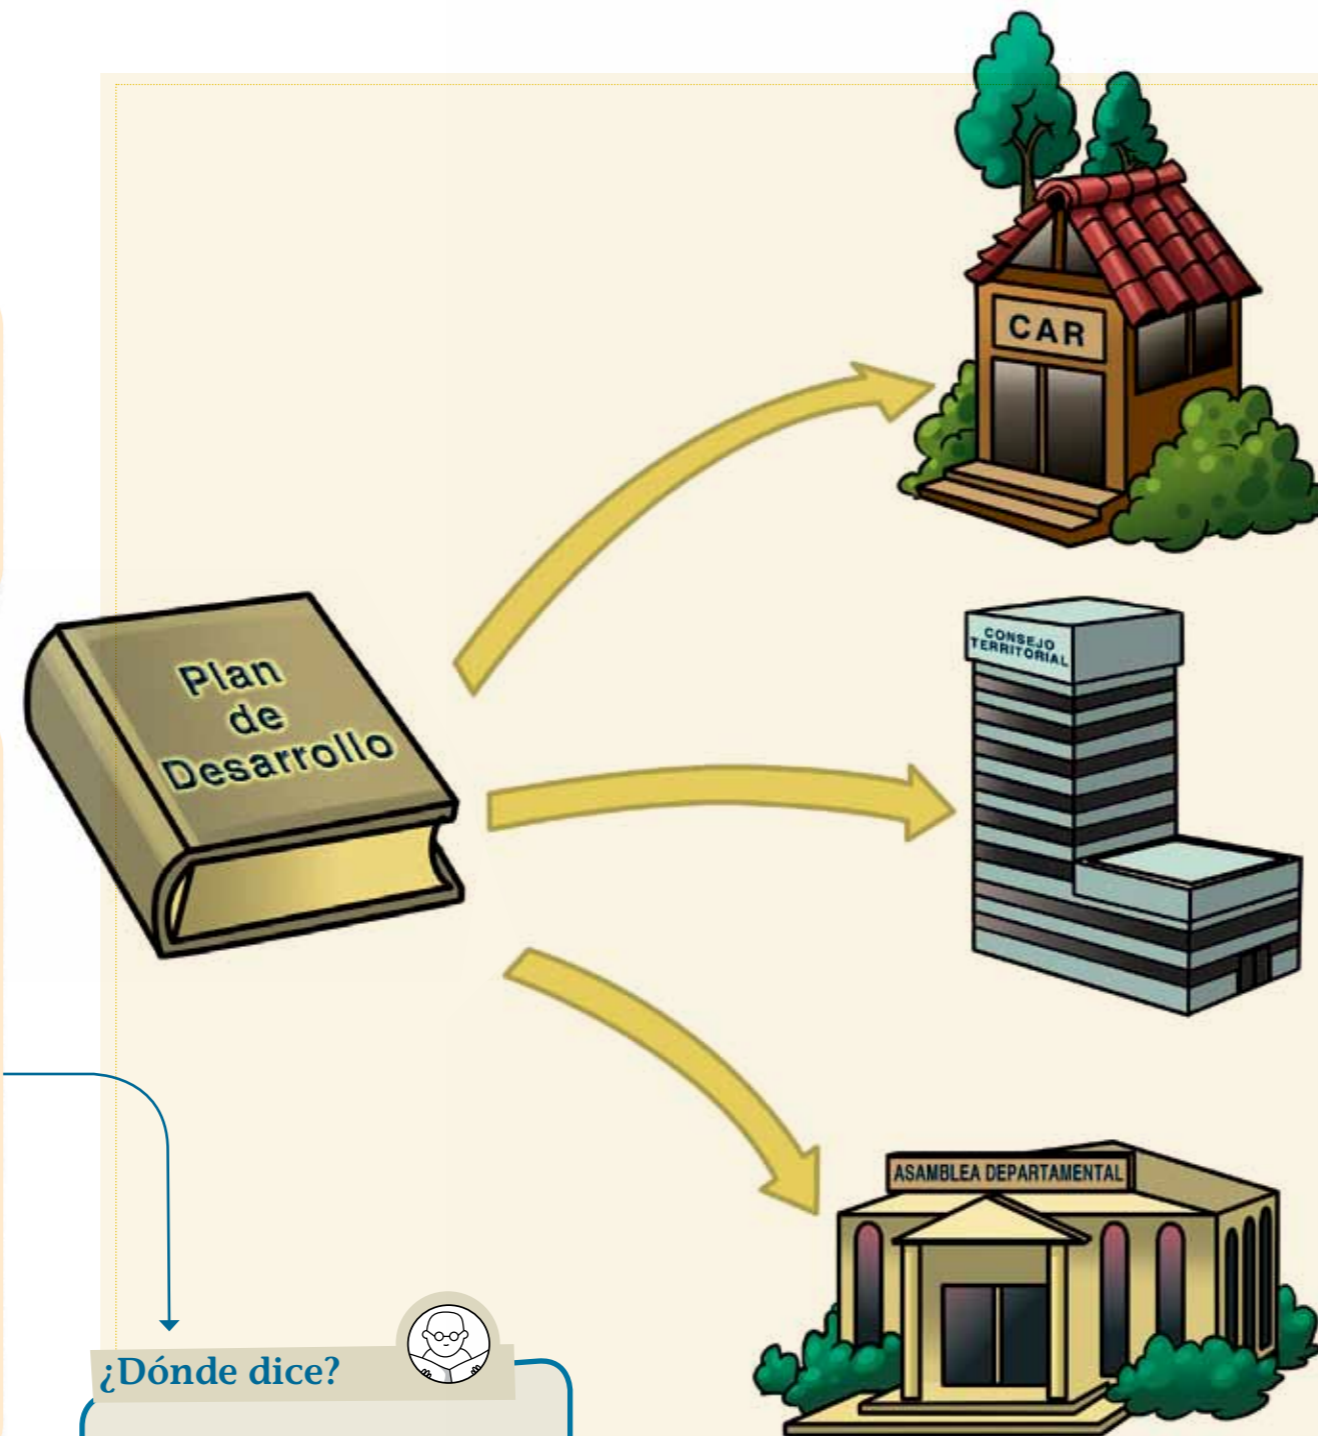 CAR
CONSEJO
TERRITORIAL
Plan
de
Desarrollo
ASAMBLEA DEPARTAMENTAL
¿Dónde dice?